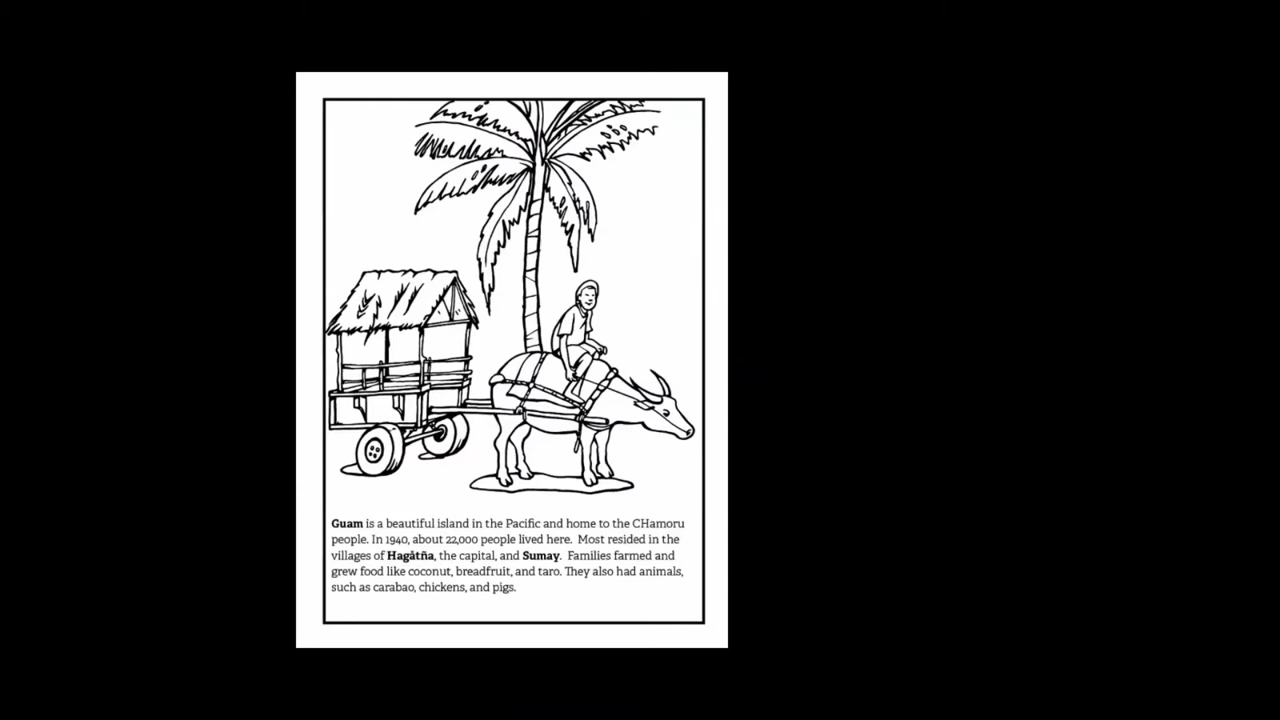 Guam is a beautiful island in the Pacific and home to the CHamoru
people. In 1940, about 22,000 people lived here. Most resided in the
villages of Hagåtña, the capital, and Sumay. Families farmed and
grew food like coconut, breadfruit, and taro. They also had animals,
such as carabao, chickens, and pigs.